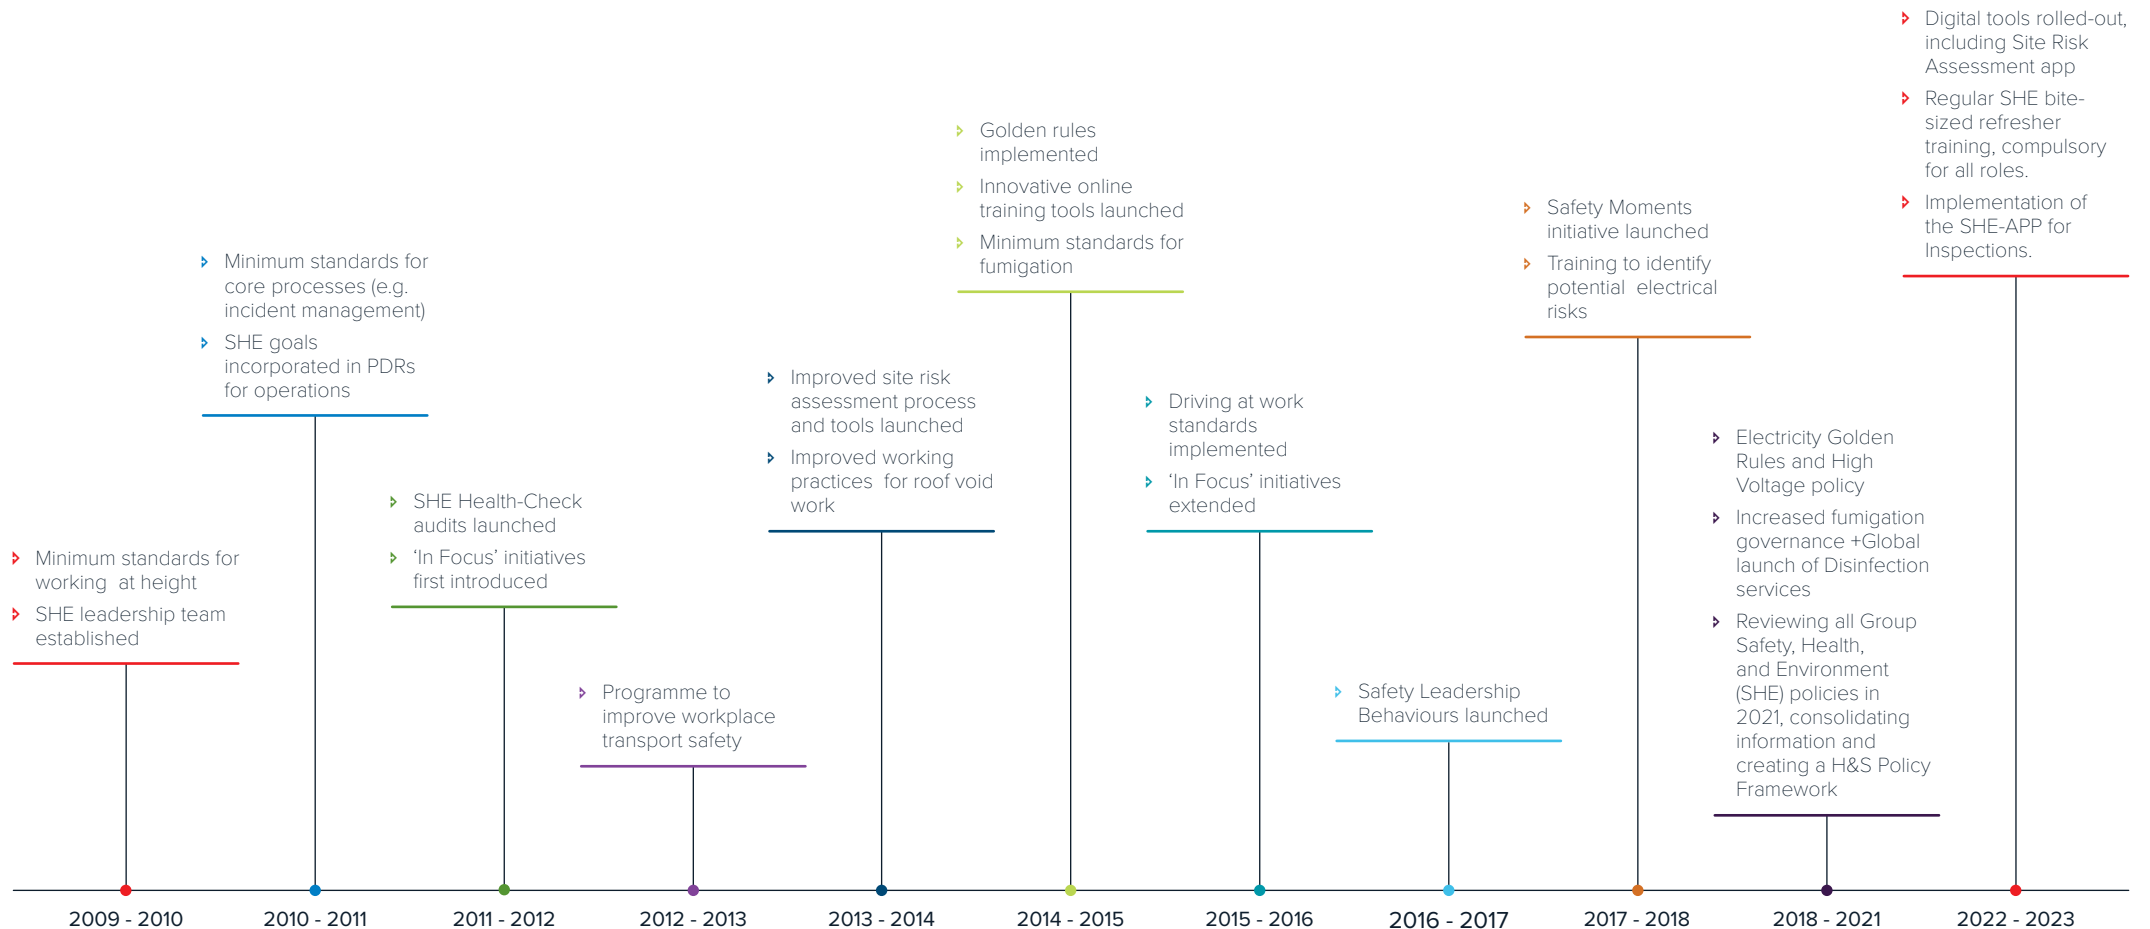 Minimum standards for
working at height
SHE leadership team
established
2009 - 2010
Minimum standards for
core processes (e.g.
incident management)
SHE goals
incorporated in PDRs
for operations
2010 - 2011
SHE Health-Check
audits launched
‘In Focus’ initiatives
first introduced
2011 - 2012
Programme to
improve workplace
transport safety
2012 - 2013
Improved site risk
assessment process
and tools launched
Improved working
practices for roof void
work
2013 - 2014
Golden rules
implemented
Innovative online
training tools launched
Minimum standards for
fumigation
2014 - 2015
Driving at work
standards
implemented
‘In Focus’ initiatives
extended
2015 - 2016
Safety Leadership
Behaviours launched
2016 - 2017
Safety Moments
initiative launched
Training to identify
potential electrical
risks
2017 - 2018
Electricity Golden
Rules and High
Voltage policy
Increased fumigation
governance +Global
launch of Disinfection
services
Reviewing all Group
Safety, Health,
and Environment
(SHE) policies in
2021, consolidating
information and
creating a H&S Policy
Framework
2018 - 2021
Digital tools rolled-out,
including Site Risk
Assessment app
Regular SHE bite-
sized refresher
training, compulsory
for all roles.
Implementation of
the SHE-APP for
Inspections.
2022 - 2023